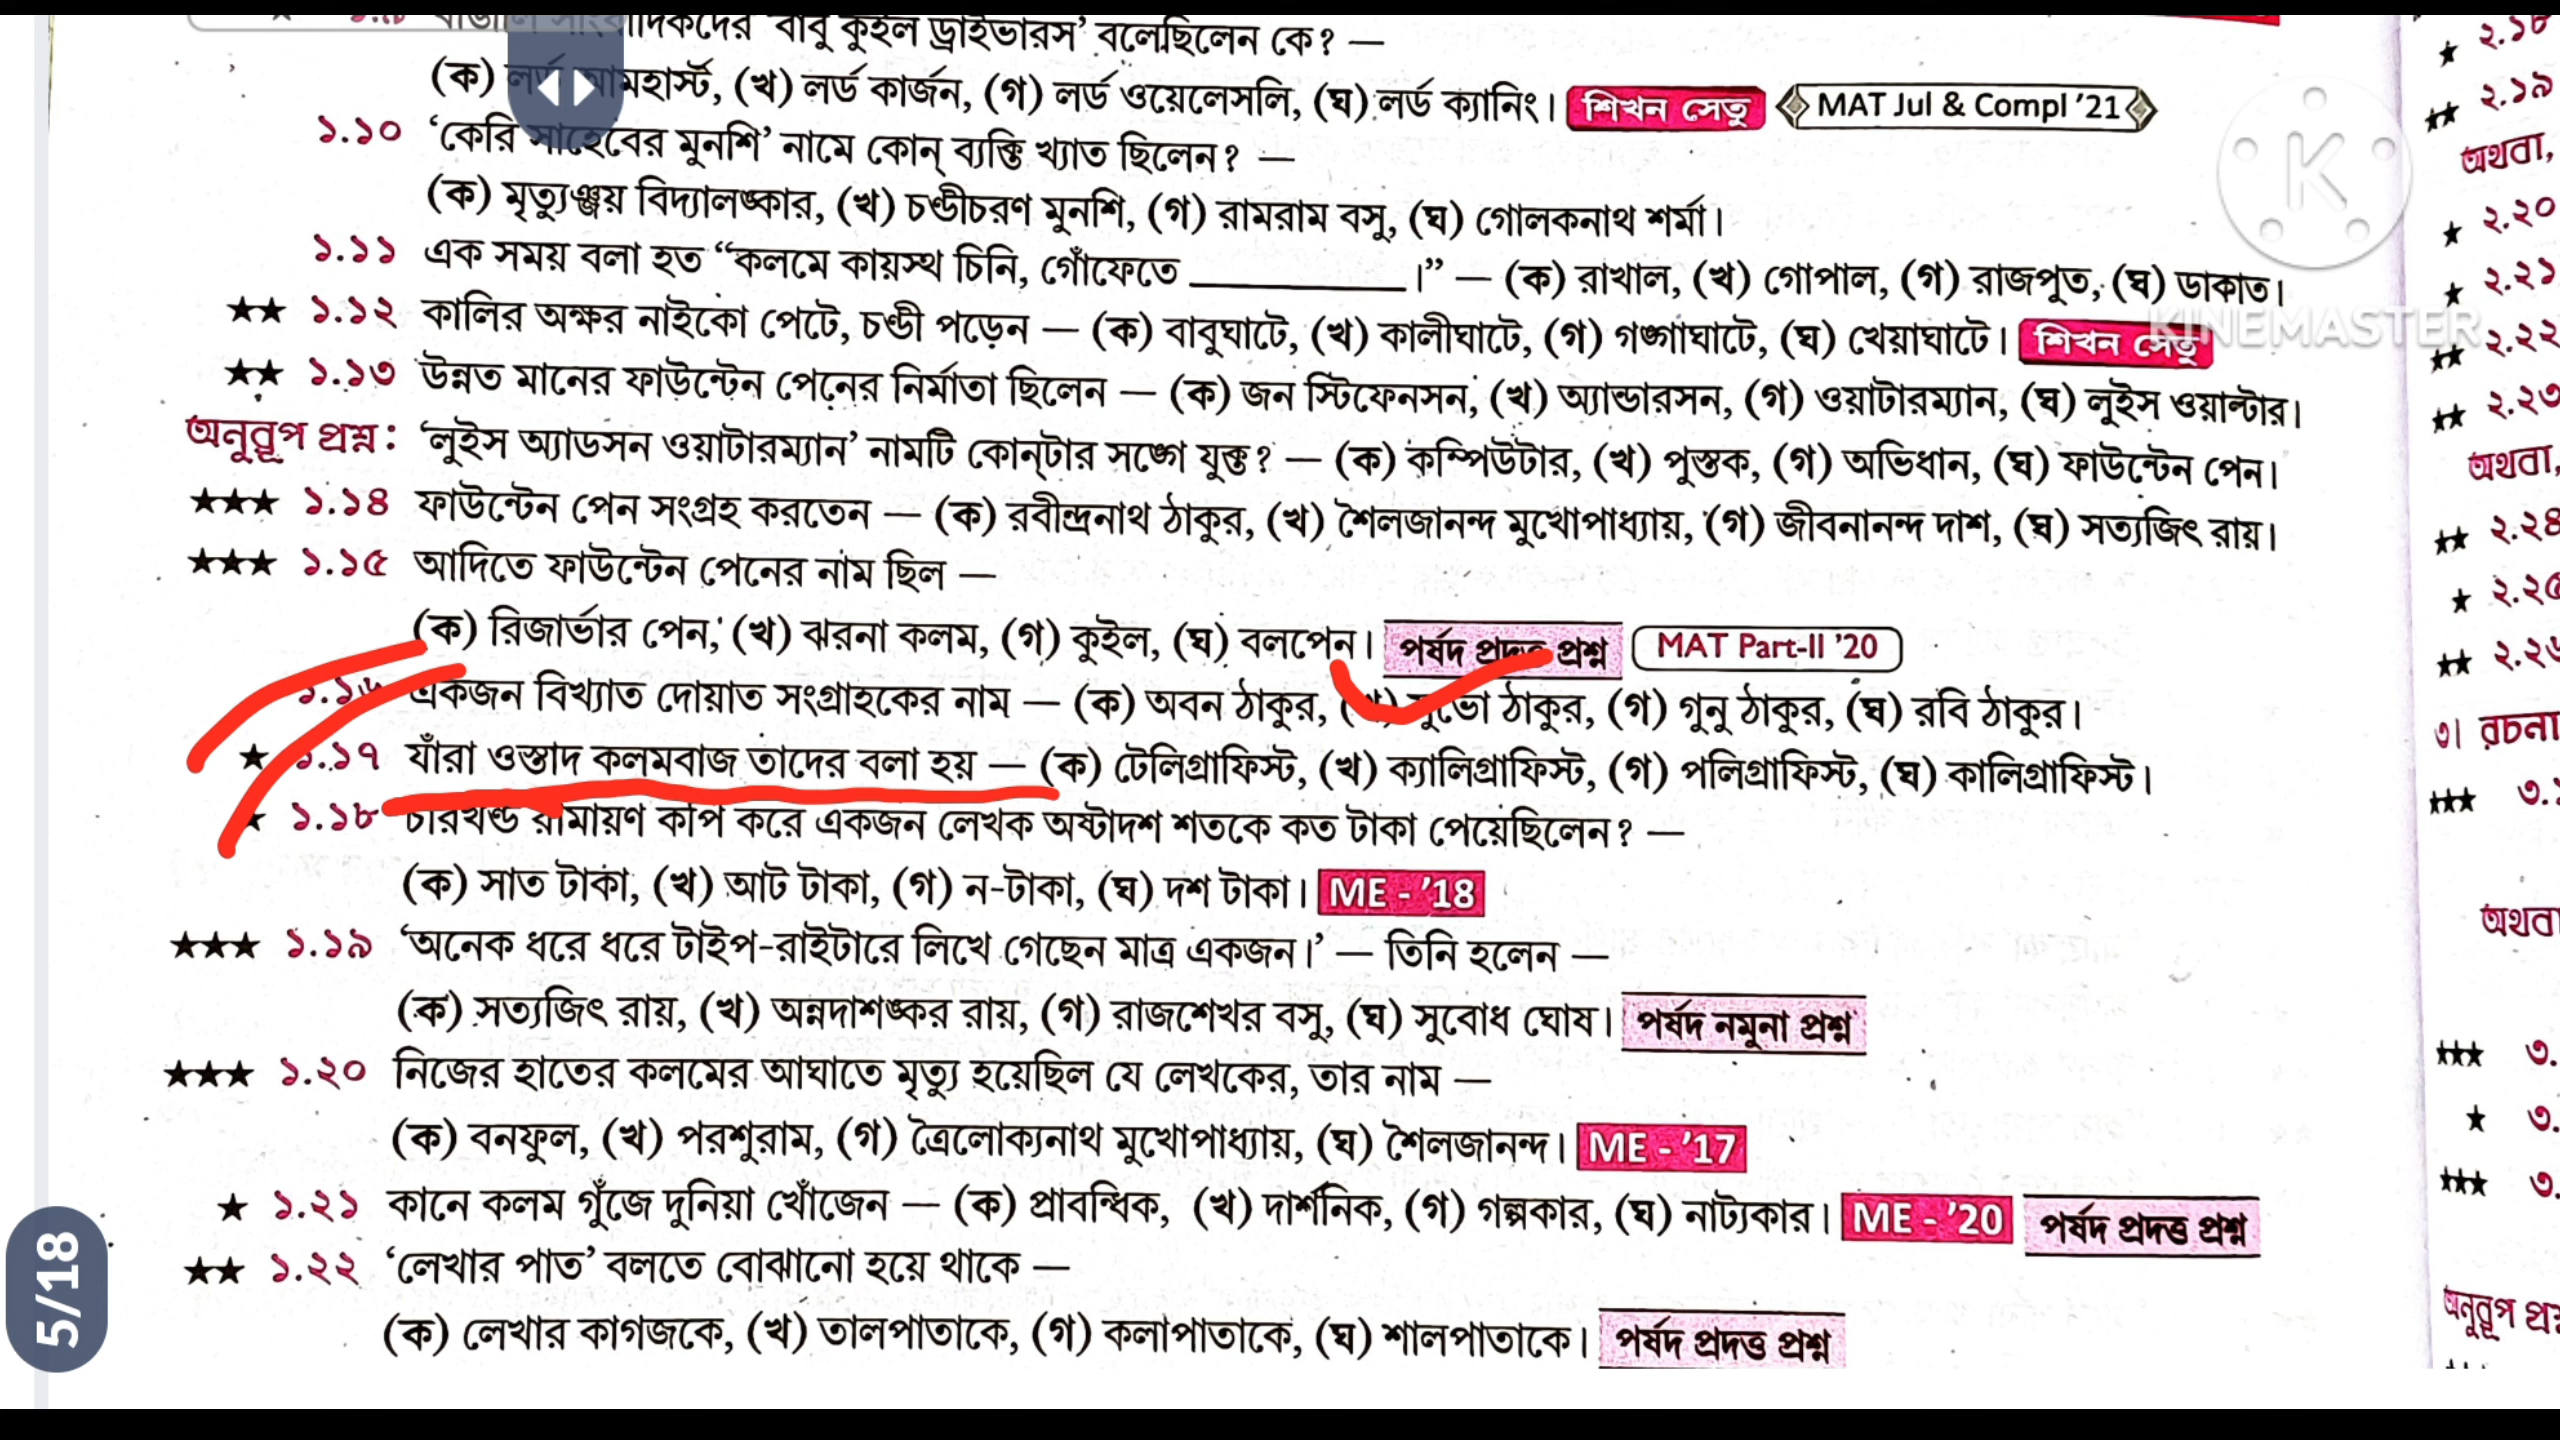 'বাবু কুইল ড্রাইভারস' বলেছিলেন কে? —
(ক) লর্ড আমহার্স্ট, (খ) লর্ড কার্জন, (গ) লর্ড ওয়েলেসলি, (ঘ) লর্ড ক্যানিং। শিখন সেতু MAT Jul & Compl '21
১.১০ 'কেরি সাহেবের মুনশি' নামে কোন্ ব্যক্তি খ্যাত ছিলেন? —
(ক) মৃত্যুঞ্জয় বিদ্যালঙ্কার, (খ) চণ্ডীচরণ মুনশি, (গ) রামরাম বসু, (ঘ) গোলকনাথ শর্মা।
১.১১ এক সময় বলা হত "কলমে কায়স্থ চিনি, গোঁফেতে ______।" — (ক) রাখাল, (খ) গোপাল, (গ) রাজপুত, (ঘ) ডাকাত।
★★ ১.১২ কালির অক্ষর নাইকো পেটে, চণ্ডী পড়েন — (ক) বাবুঘাটে, (খ) কালীঘাটে, (গ) গঙ্গাঘাটে, (ঘ) খেয়াঘাটে। শিখন সেতু
★★ ১.১৩ উন্নত মানের ফাউন্টেন পেনের নির্মাতা ছিলেন — (ক) জন স্টিফেনসন, (খ) অ্যান্ডারসন, (গ) ওয়াটারম্যান, (ঘ) লুইস ওয়াল্টার।
অনুরূপ প্রশ্ন: 'লুইস অ্যাডসন ওয়াটারম্যান' নামটি কোন্‌টার সঙ্গে যুক্ত? — (ক) কম্পিউটার, (খ) পুস্তক, (গ) অভিধান, (ঘ) ফাউন্টেন পেন।
★★★ ১.১৪ ফাউন্টেন পেন সংগ্রহ করতেন — (ক) রবীন্দ্রনাথ ঠাকুর, (খ) শৈলজানন্দ মুখোপাধ্যায়, (গ) জীবনানন্দ দাশ, (ঘ) সত্যজিৎ রায়।
★★★ ১.১৫ আদিতে ফাউন্টেন পেনের নাম ছিল —
(ক) রিজার্ভার পেন, (খ) ঝরনা কলম, (গ) কুইল, (ঘ) বলপেন। পর্ষদ প্রদত্ত প্রশ্ন MAT Part-II '20
১.১৬ একজন বিখ্যাত দোয়াত সংগ্রাহকের নাম — (ক) অবন ঠাকুর, (খ) সুভো ঠাকুর, (গ) গুনু ঠাকুর, (ঘ) রবি ঠাকুর।
★ ১.১৭ যাঁরা ওস্তাদ কলমবাজ তাদের বলা হয় — (ক) টেলিগ্রাফিস্ট, (খ) ক্যালিগ্রাফিস্ট, (গ) পলিগ্রাফিস্ট, (ঘ) কালিগ্রাফিস্ট।
★ ১.১৮ চারখণ্ড রামায়ণ কপি করে একজন লেখক অষ্টাদশ শতকে কত টাকা পেয়েছিলেন? —
(ক) সাত টাকা, (খ) আট টাকা, (গ) ন-টাকা, (ঘ) দশ টাকা। ME - '18
★★★ ১.১৯ 'অনেক ধরে ধরে টাইপ-রাইটারে লিখে গেছেন মাত্র একজন।' — তিনি হলেন —
(ক) সত্যজিৎ রায়, (খ) অন্নদাশঙ্কর রায়, (গ) রাজশেখর বসু, (ঘ) সুবোধ ঘোষ। পর্ষদ নমুনা প্রশ্ন
★★★ ১.২০ নিজের হাতের কলমের আঘাতে মৃত্যু হয়েছিল যে লেখকের, তার নাম —
(ক) বনফুল, (খ) পরশুরাম, (গ) ত্রৈলোক্যনাথ মুখোপাধ্যায়, (ঘ) শৈলজানন্দ। ME - '17
★ ১.২১ কানে কলম গুঁজে দুনিয়া খোঁজেন — (ক) প্রাবন্ধিক, (খ) দার্শনিক, (গ) গল্পকার, (ঘ) নাট্যকার। ME - '20 পর্ষদ প্রদত্ত প্রশ্ন
★★ ১.২২ 'লেখার পাত' বলতে বোঝানো হয়ে থাকে —
(ক) লেখার কাগজকে, (খ) তালপাতাকে, (গ) কলাপাতাকে, (ঘ) শালপাতাকে। পর্ষদ প্রদত্ত প্রশ্ন
★ ২.১৮
★★ ২.১৯
অথবা,
★ ২.২০
★ ২.২১
★★ ২.২২
★★ ২.২৩
অথবা,
★★ ২.২৪
★ ২.২৫
★★ ২.২৬
৩। রচনা
★★★ ৩.
অথবা
★★★ ৩.
★ ৩.
★★★ ৩.
অনুরূপ
K
KINEMASTER
5/18